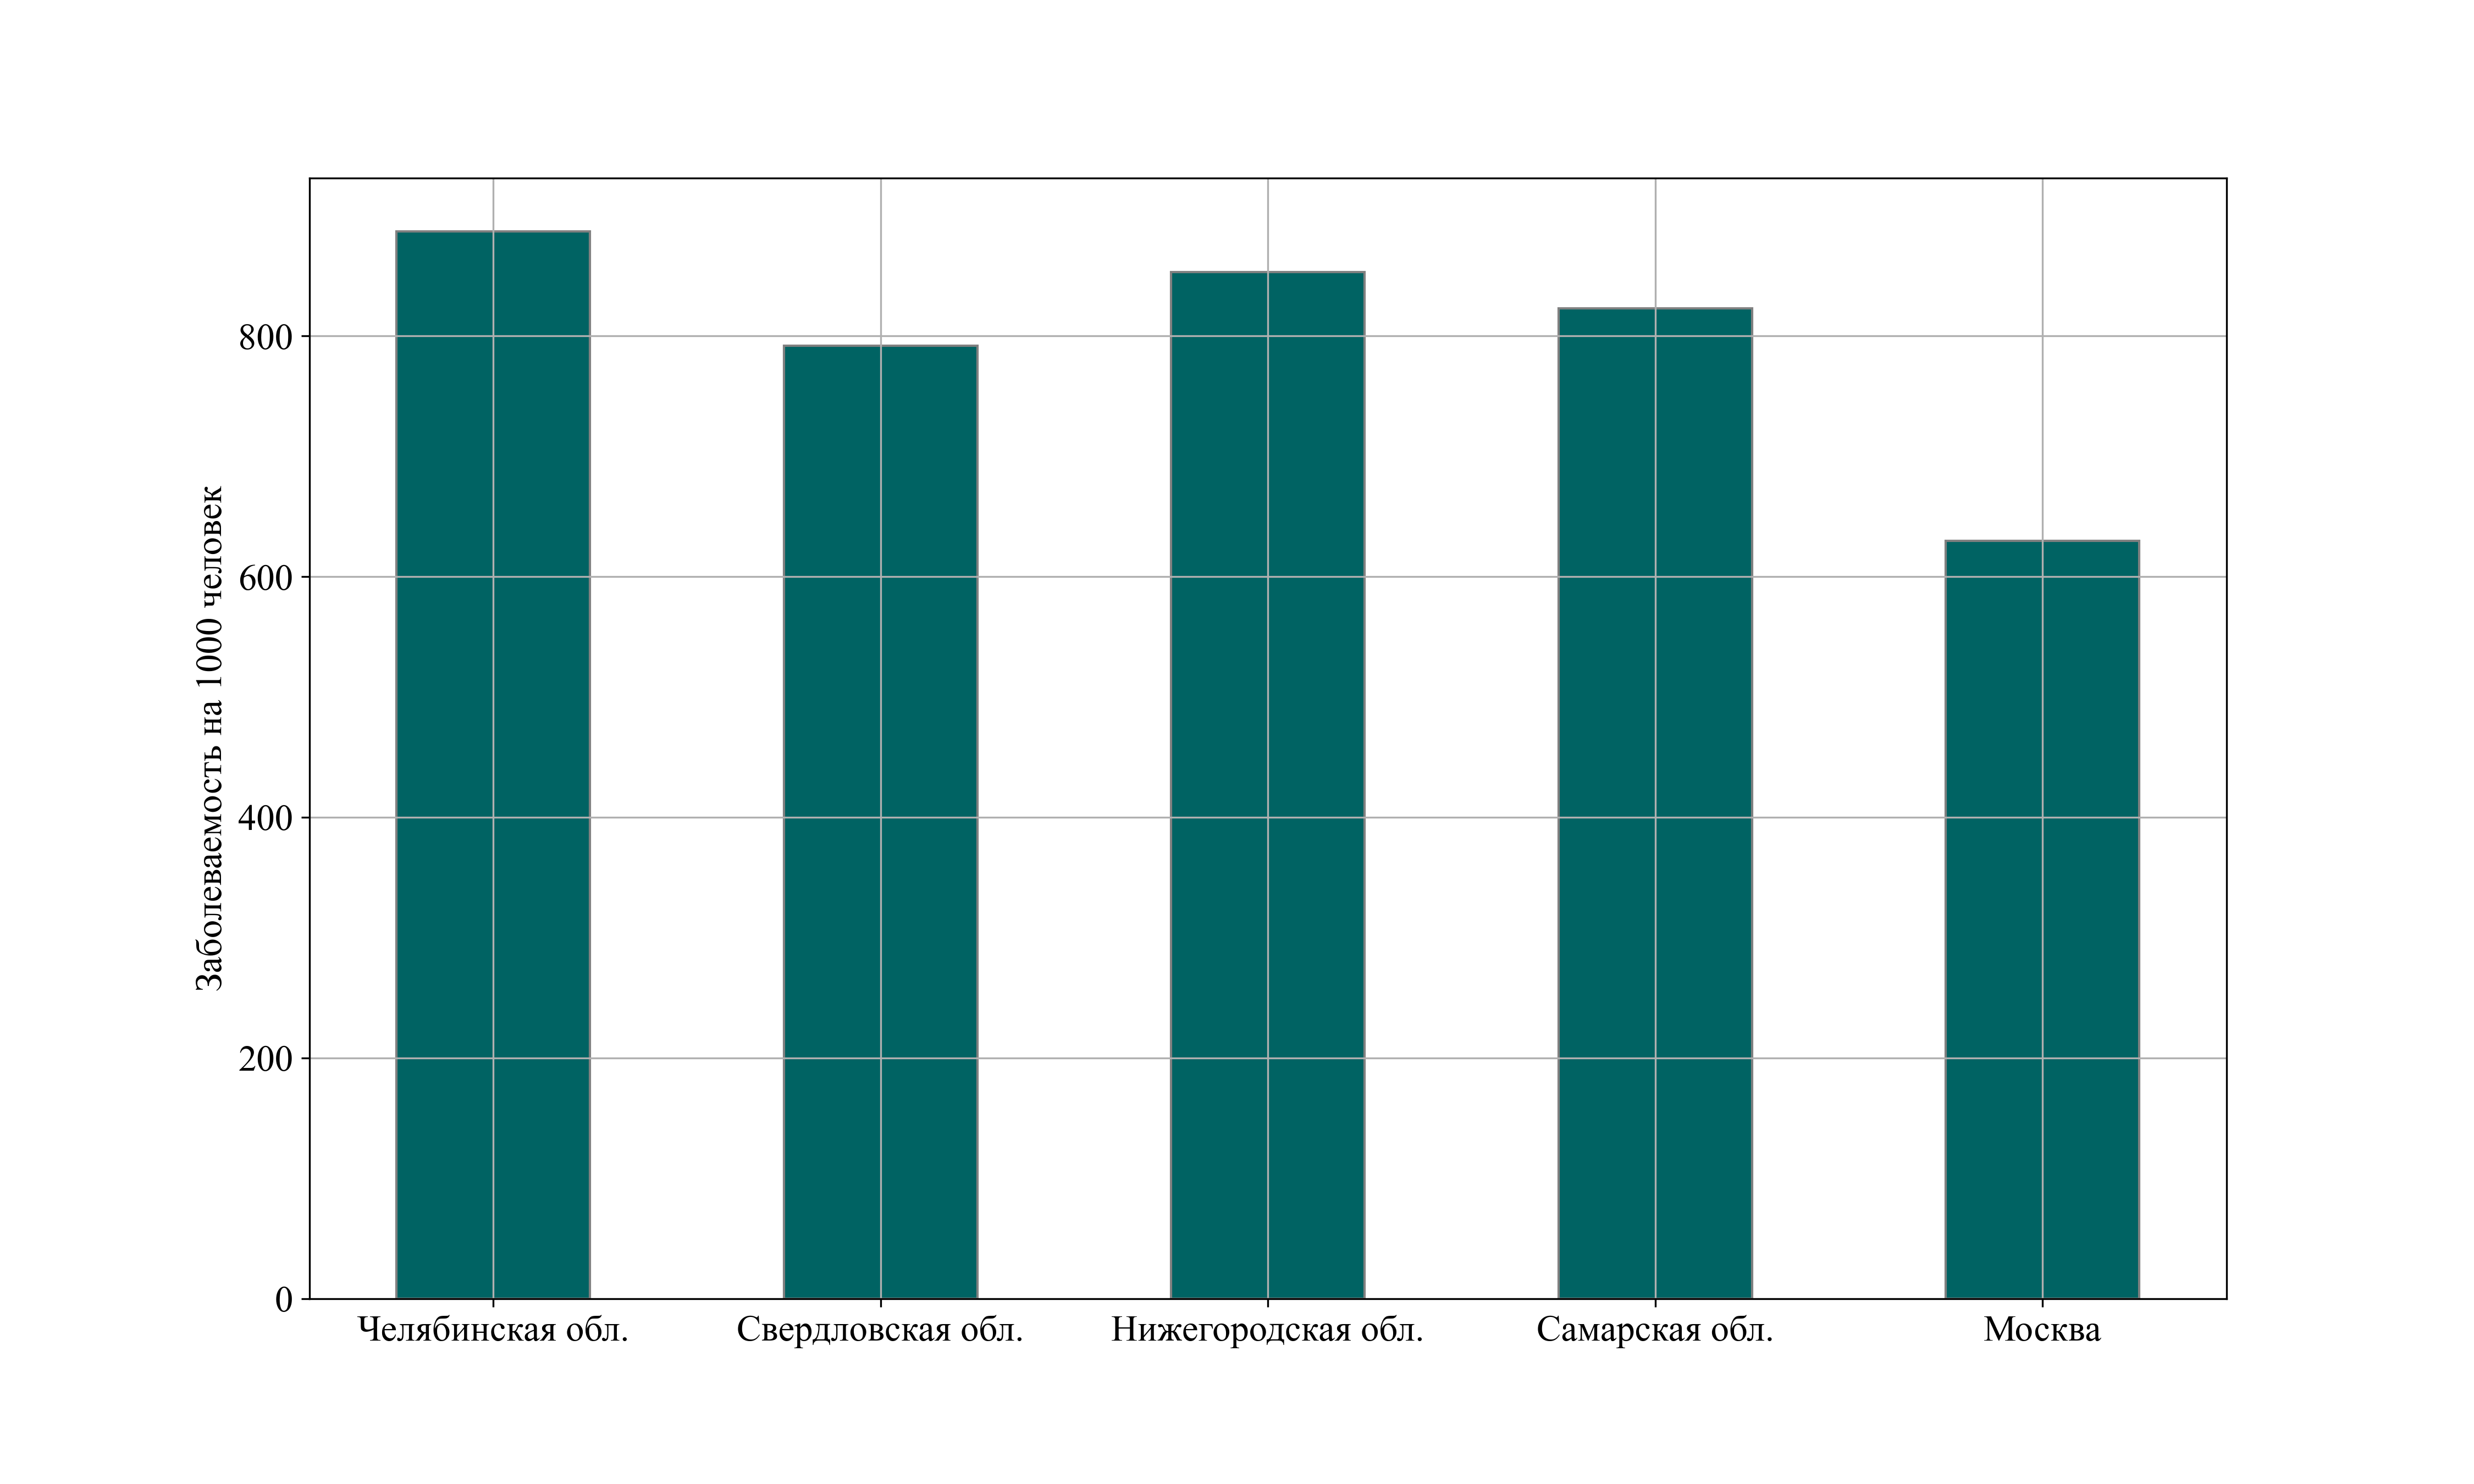 Заболеваемость на 1000 человек
800
600
400
200
0
Челябинская обл.
Свердловская обл.
Нижегородская обл.
Самарская обл.
Москва